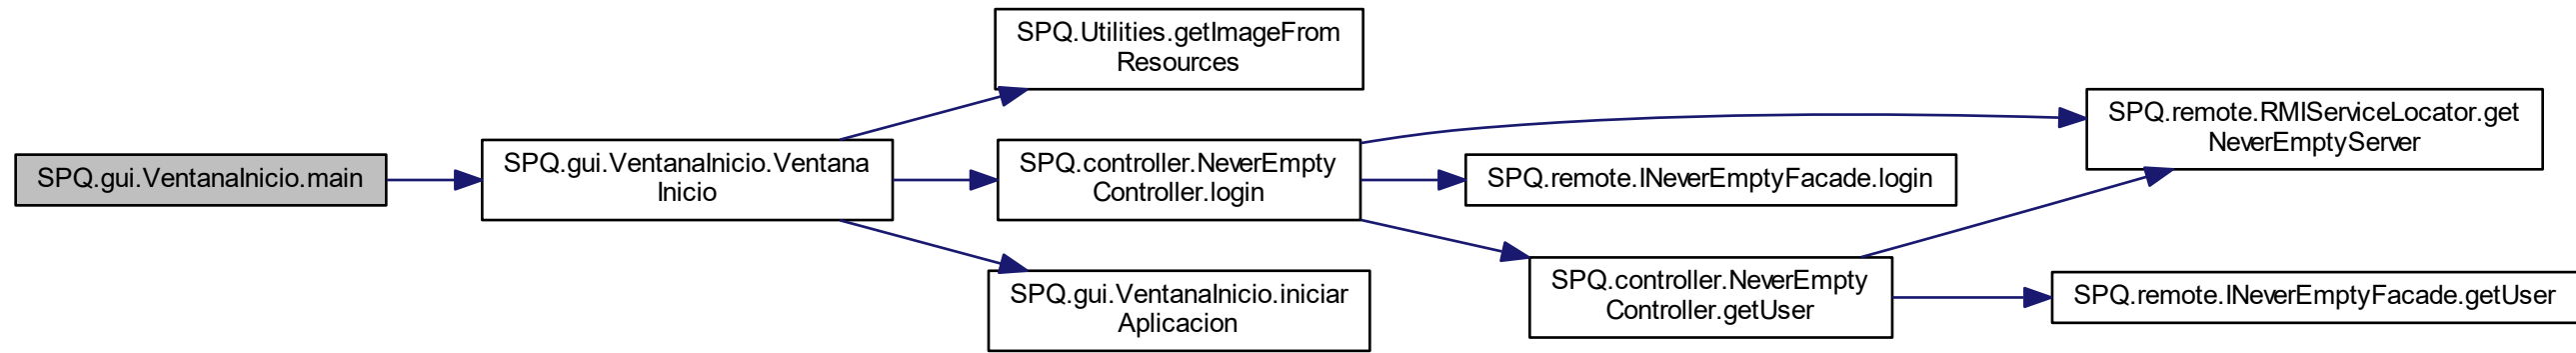 SPQ.gui.VentanaInicio.main
SPQ.gui.VentanaInicio.Ventana
Inicio
SPQ.Utilities.getImageFrom
Resources
SPQ.controller.NeverEmpty
Controller.login
SPQ.gui.VentanaInicio.iniciar
Aplicacion
SPQ.remote.INeverEmptyFacade.login
SPQ.controller.NeverEmpty
Controller.getUser
SPQ.remote.RMIServiceLocator.get
NeverEmptyServer
SPQ.remote.INeverEmptyFacade.getUser